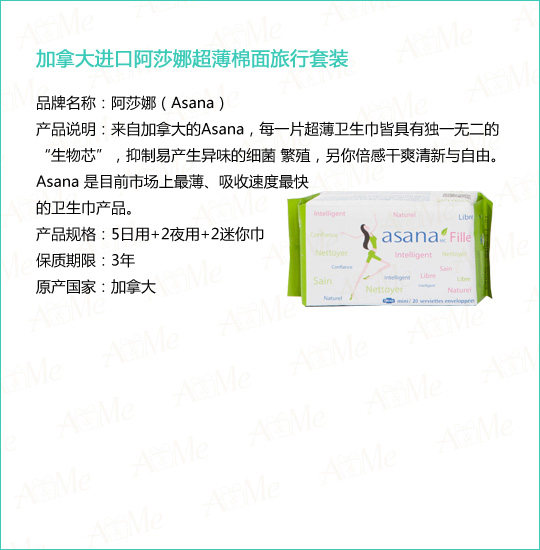 加拿大进口阿莎娜超薄棉面旅行套装
品牌名称：阿莎娜（Asana）
产品说明：来自加拿大的Asana，每一片超薄卫生巾皆具有独一无二的
“生物芯”，抑制易产生异味的细菌 繁殖，另你倍感干爽清新与自由。
Asana 是目前市场上最薄、吸收速度最快
的卫生巾产品。
产品规格：5日用+2夜用+2迷你巾
保质期限：3年
原产国家：加拿大
Intelligent Naturel Libre
Confiance asana Fille
Nettoyer Intelligent Nettoyer
Confiance Sain
Sain Intelligent Libre Libre
Nettoyer Intelligent Naturel
Naturel mini/ 20 serviettes enveloppées